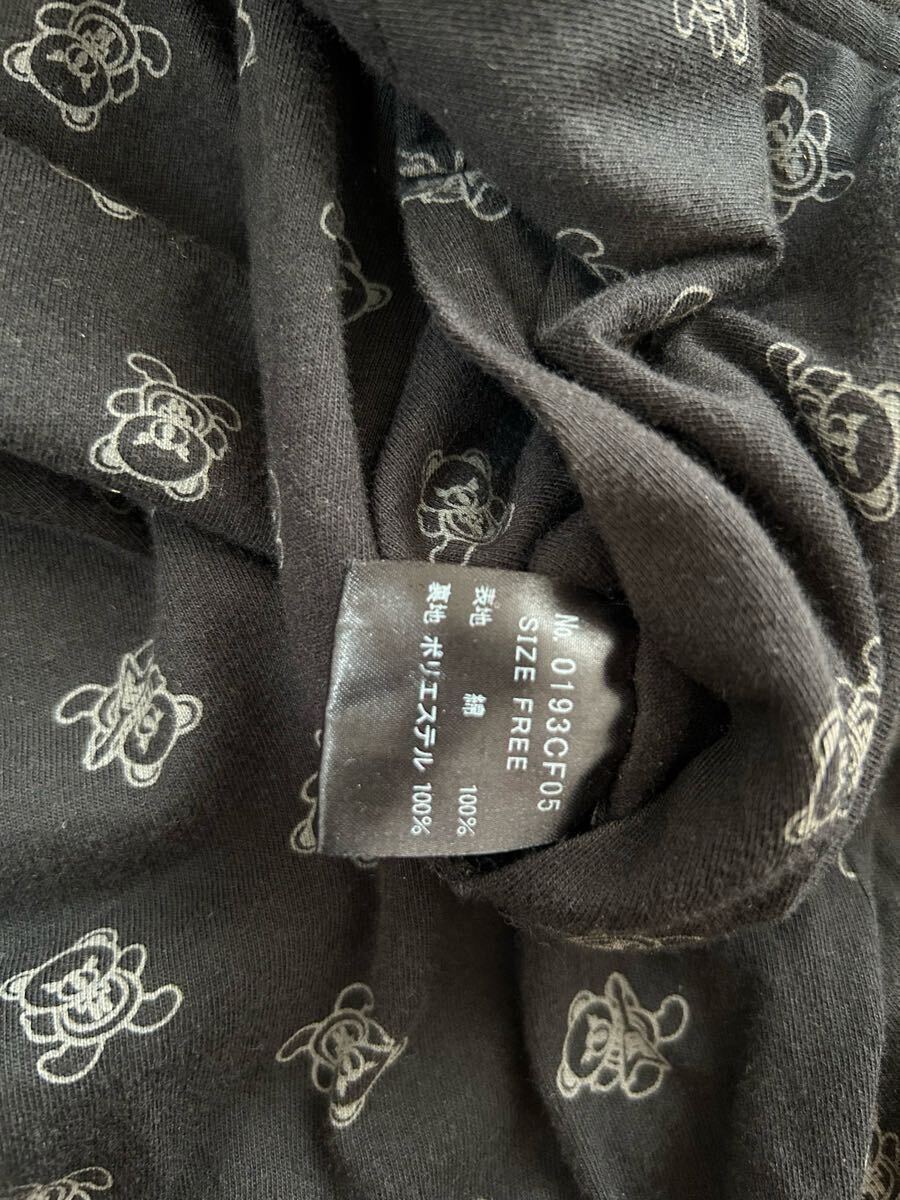 No. 0193CF05
SIZE FREE
表地 綿 100%
裏地 ポリエステル 100%